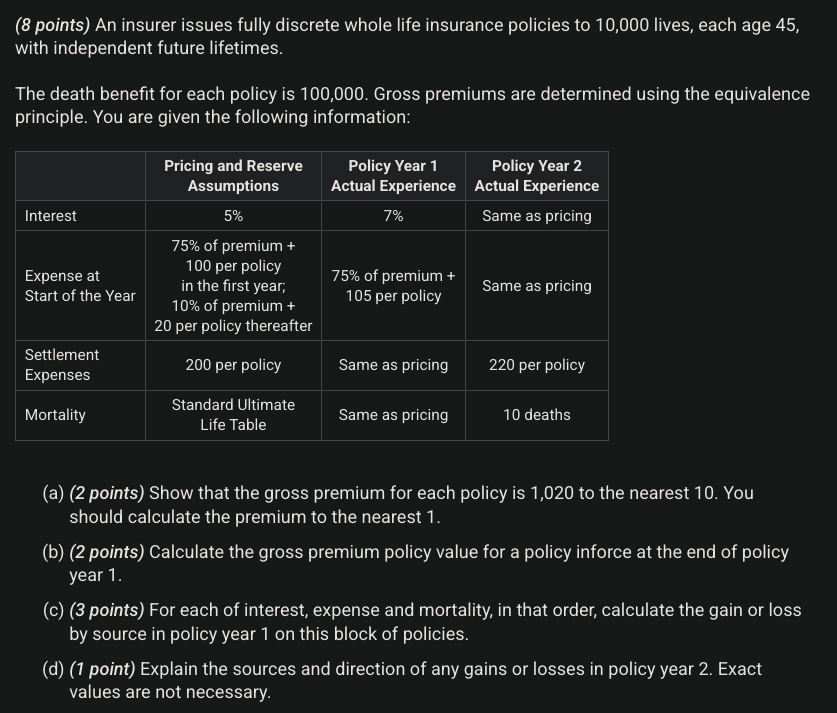 (8 points) An insurer issues fully discrete whole life insurance policies to 10,000 lives, each age 45,
with independent future lifetimes.
The death benefit for each policy is 100,000. Gross premiums are determined using the equivalence
principle. You are given the following information:
Pricing and Reserve
Assumptions
Policy Year 1
Actual Experience
Policy Year 2
Actual Experience
Interest
5%
7%
Same as pricing
Expense at
Start of the Year
75% of premium +
100 per policy
in the first year;
10% of premium +
20 per policy thereafter
75% of premium +
105 per policy
Same as pricing
Settlement
Expenses
200 per policy
Same as pricing
220 per policy
Mortality
Standard Ultimate
Life Table
Same as pricing
10 deaths
(a) (2 points) Show that the gross premium for each policy is 1,020 to the nearest 10. You
should calculate the premium to the nearest 1.
(b) (2 points) Calculate the gross premium policy value for a policy inforce at the end of policy
year 1.
(c) (3 points) For each of interest, expense and mortality, in that order, calculate the gain or loss
by source in policy year 1 on this block of policies.
(d) (1 point) Explain the sources and direction of any gains or losses in policy year 2. Exact
values are not necessary.